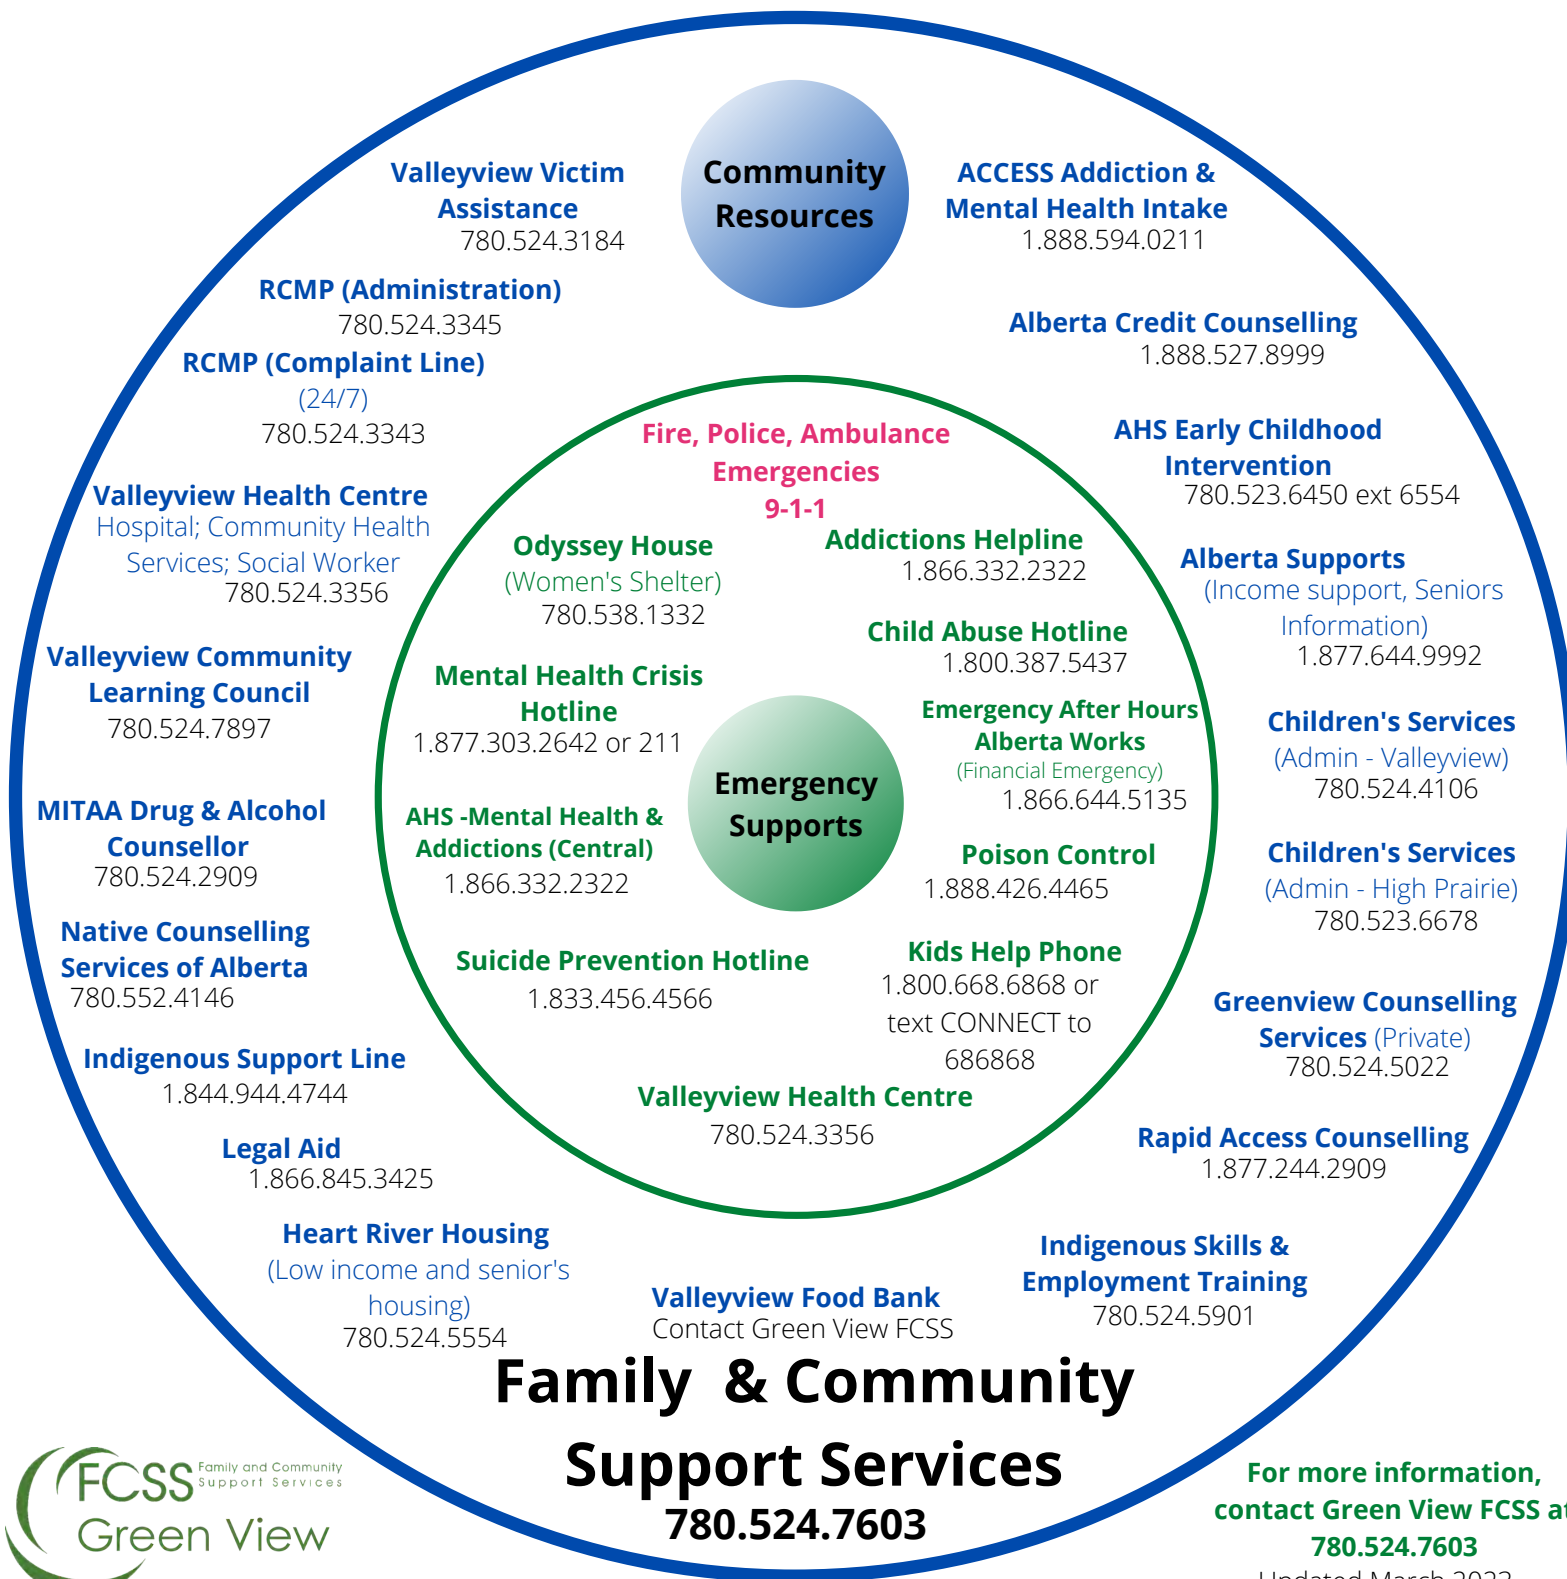 Community
Resources
Valleyview Victim
Assistance
780.524.3184
RCMP (Administration)
780.524.3345
RCMP (Complaint Line)
(24/7)
780.524.3343
Valleyview Health Centre
Hospital; Community Health
Services; Social Worker
780.524.3356
Valleyview Community
Learning Council
780.524.7897
MITAA Drug & Alcohol
Counsellor
780.524.2909
Native Counselling
Services of Alberta
780.552.4146
Indigenous Support Line
1.844.944.4744
Legal Aid
1.866.845.3425
Heart River Housing
(Low income and senior's
housing)
780.524.5554
Valleyview Food Bank
Contact Green View FCSS
ACCESS Addiction &
Mental Health Intake
1.888.594.0211
Alberta Credit Counselling
1.888.527.8999
AHS Early Childhood
Intervention
780.523.6450 ext 6554
Alberta Supports
(Income support, Seniors
Information)
1.877.644.9992
Children's Services
(Admin - Valleyview)
780.524.4106
Children's Services
(Admin - High Prairie)
780.523.6678
Greenview Counselling
Services (Private)
780.524.5022
Rapid Access Counselling
1.877.244.2909
Indigenous Skills &
Employment Training
780.524.5901
Fire, Police, Ambulance
Emergencies
9-1-1
Odyssey House
(Women's Shelter)
780.538.1332
Mental Health Crisis
Hotline
1.877.303.2642 or 211
AHS -Mental Health &
Addictions (Central)
1.866.332.2322
Suicide Prevention Hotline
1.833.456.4566
Emergency
Supports
Addictions Helpline
1.866.332.2322
Child Abuse Hotline
1.800.387.5437
Emergency After Hours
Alberta Works
(Financial Emergency)
1.866.644.5135
Poison Control
1.888.426.4465
Kids Help Phone
1.800.668.6868 or
text CONNECT to
686868
Valleyview Health Centre
780.524.3356
Family & Community
Support Services
780.524.7603
FCSS Family and Community
Support Services
Green View
For more information,
contact Green View FCSS at
780.524.7603
Updated March 2023